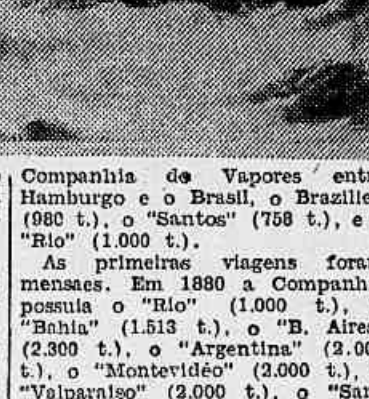 Companhia de Vapores entr
Hamburgo e o Brasil, o Brazilie
(980 t.), o "Santos" (758 t.), e
"Rio" (1.000 t.).
As primeiras viagens fora
mensaes. Em 1880 a Companh
possuia o "Rio" (1.000 t.),
"Bahia" (1.513 t.), o "B. Aires
(2.300 t.), o "Argentina" (2.00
t.), o "Montevidéo" (2.000 t.),
"Valparaiso" (2.000 t.), o "San